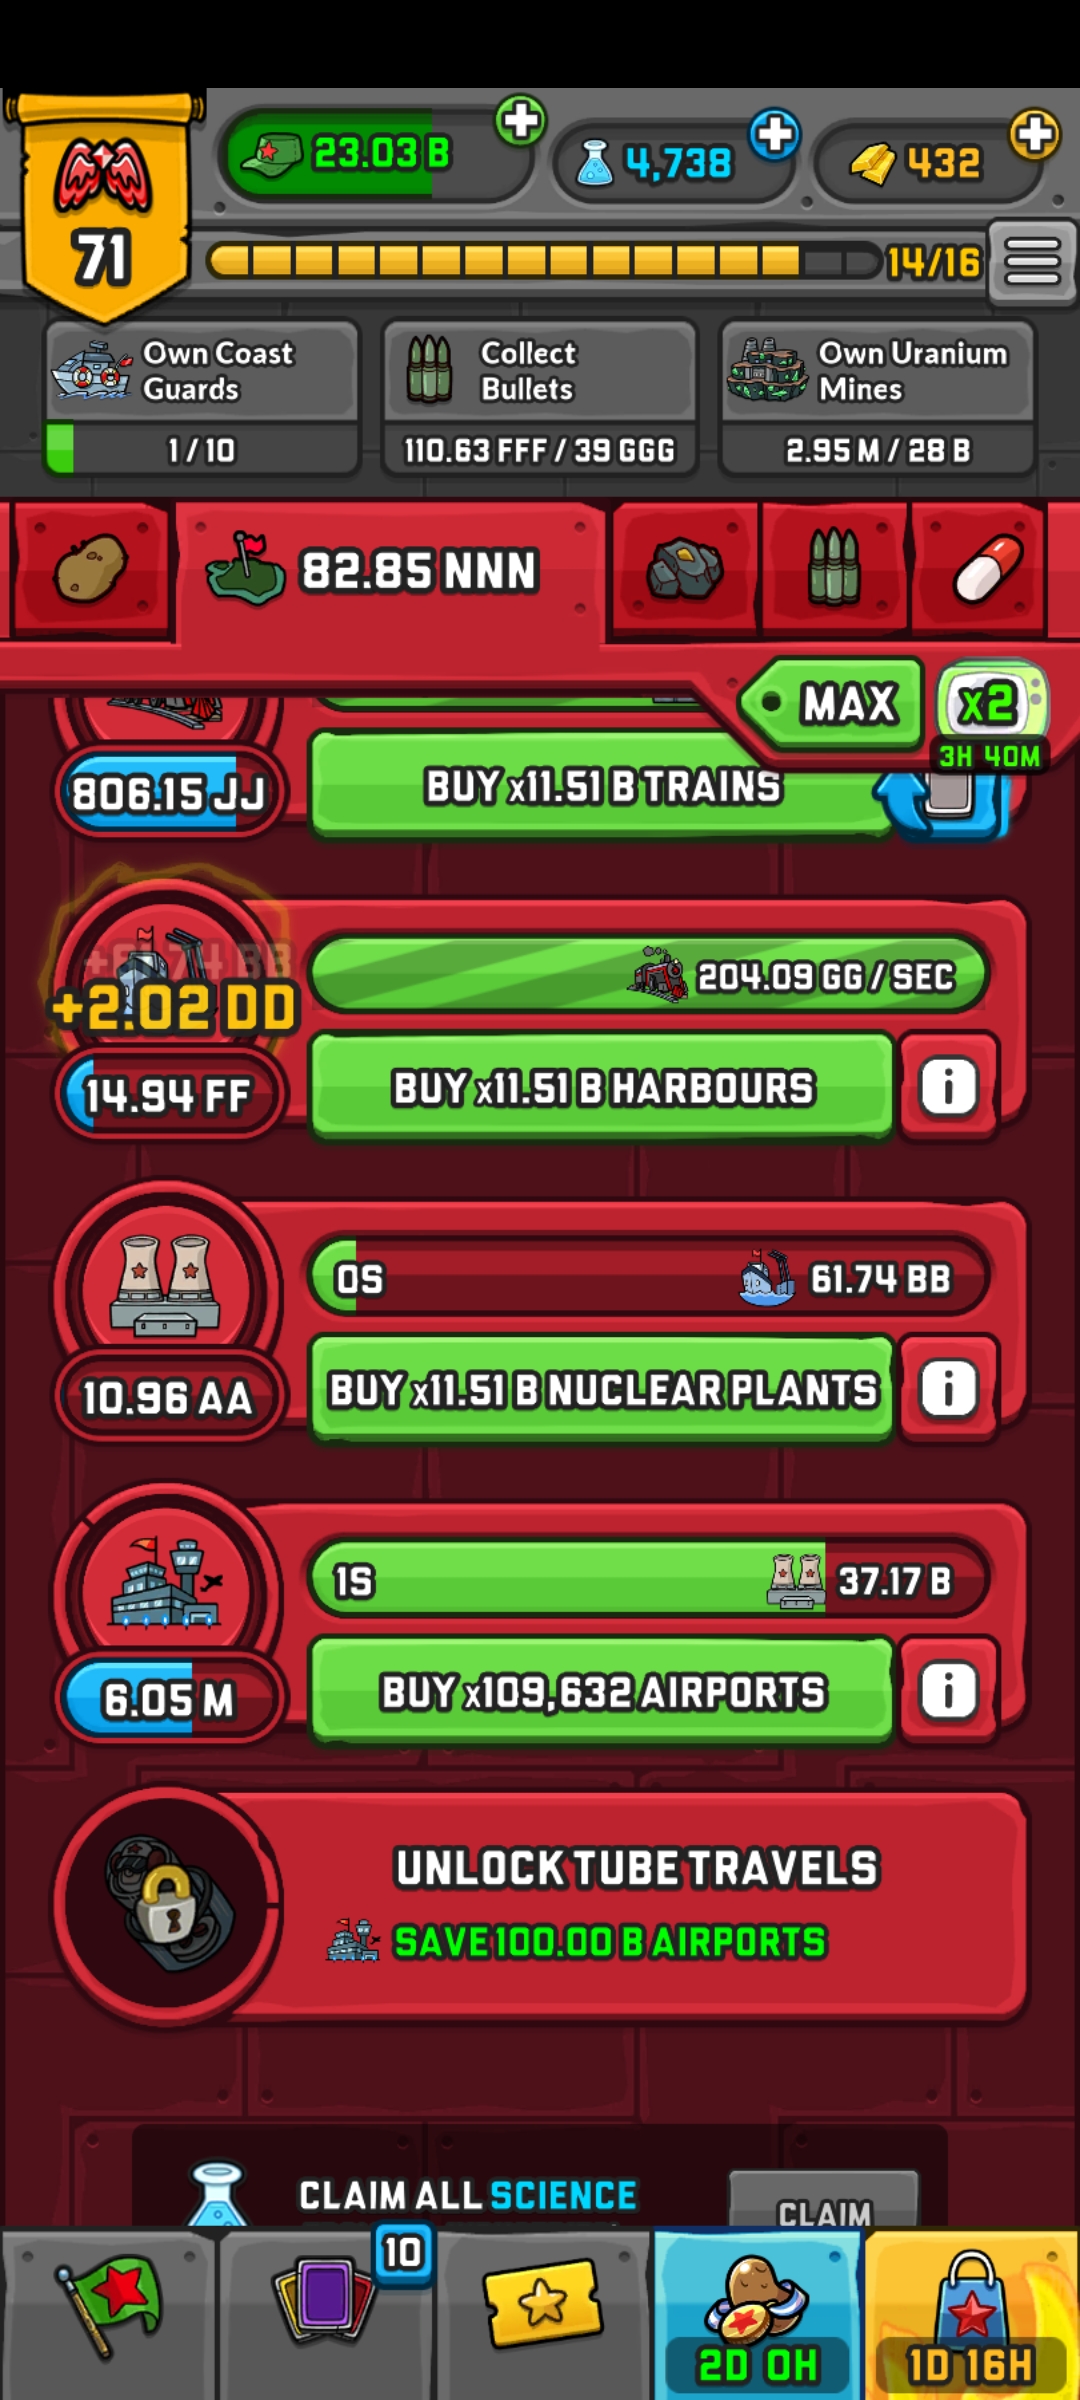 71
23.03 B
4,738
432
14/16
Own Coast
Guards
1 / 10
Collect
Bullets
110.63 FFF / 39 GGG
Own Uranium
Mines
2.95 M / 28 B
82.85 NNN
MAX
x2
3H 40M
806.15 JJ
BUY x11.51 B TRAINS
+61.74 BB
+2.02 DD
204.09 GG / SEC
14.94 FF
BUY x11.51 B HARBOURS
i
0S
61.74 BB
10.96 AA
BUY x11.51 B NUCLEAR PLANTS
i
1S
37.17 B
6.05 M
BUY x109,632 AIRPORTS
i
UNLOCK TUBE TRAVELS
SAVE 100.00 B AIRPORTS
CLAIM ALL SCIENCE
CLAIM
10
2D 0H
1D 16H